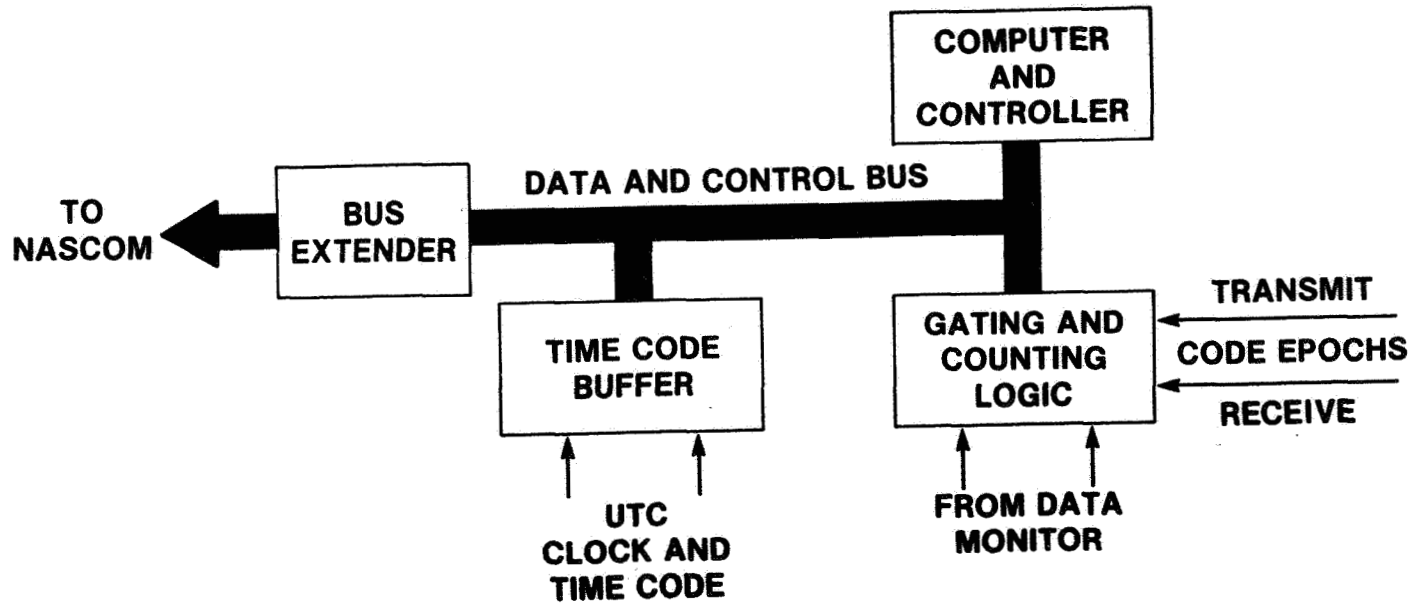 COMPUTER
AND
CONTROLLER
DATA AND CONTROL BUS
TO
NASCOM
BUS
EXTENDER
TIME CODE
BUFFER
GATING AND
COUNTING
LOGIC
TRANSMIT
CODE EPOCHS
RECEIVE
UTC
CLOCK AND
TIME CODE
FROM DATA
MONITOR